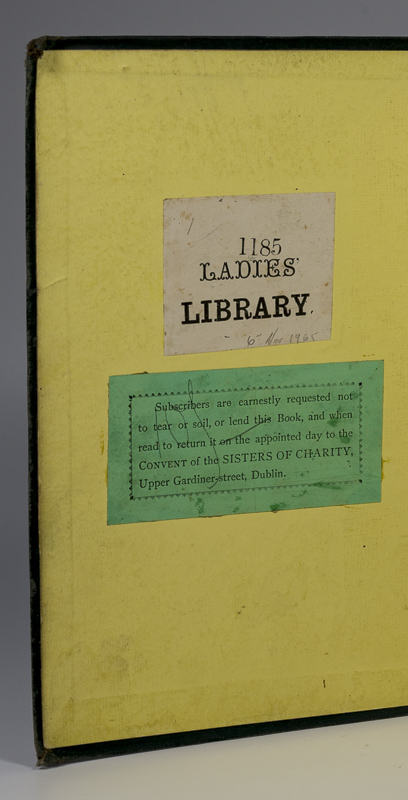 1185
LADIES'
LIBRARY.
6" Nov 1965
Subscribers are earnestly requested not
to tear or soil, or lend this Book, and when
read to return it on the appointed day to the
CONVENT of the SISTERS OF CHARITY,
Upper Gardiner-street, Dublin.